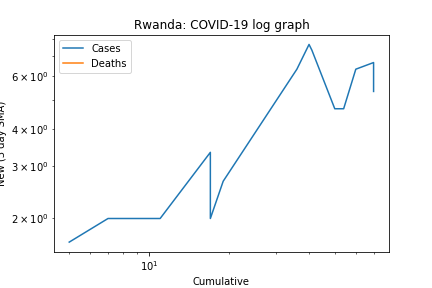 Rwanda: COVID-19 log graph
Cases
Deaths
6 × 10⁰
4 × 10⁰
3 × 10⁰
2 × 10⁰
New (3 day SMA)
10¹
Cumulative